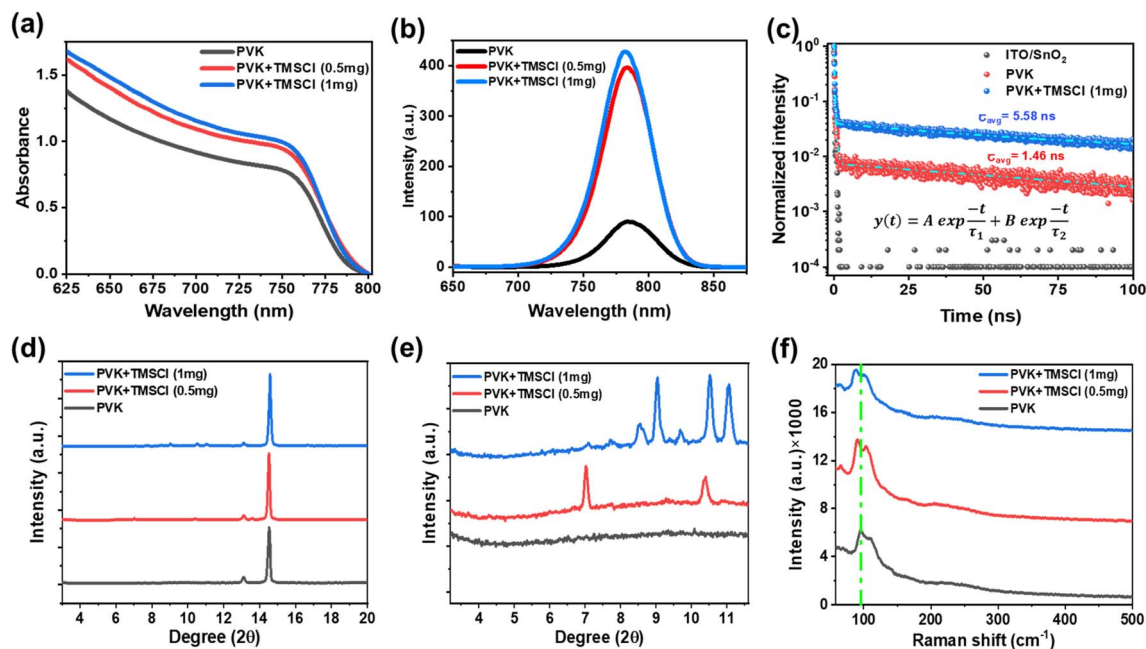 (a)
PVK
PVK+TMSCl (0.5mg)
PVK+TMSCl (1mg)
Absorbance
1.5
1.0
0.5
0.0
625 650 675 700 725 750 775 800
Wavelength (nm)
(b)
PVK
PVK+TMSCl (0.5mg)
PVK+TMSCl (1mg)
Intensity (a.u.)
400
300
200
100
0
650 700 750 800 850
Wavelength (nm)
(c)
ITO/SnO₂
PVK
PVK+TMSCl (1mg)
Normalized intensity
10⁰
10⁻¹
10⁻²
10⁻³
10⁻⁴
τavg= 5.58 ns
τavg= 1.46 ns
y(t) = A exp -t/τ₁ + B exp -t/τ₂
0 25 50 75 100
Time (ns)
(d)
PVK+TMSCl (1mg)
PVK+TMSCl (0.5mg)
PVK
Intensity (a.u.)
4 6 8 10 12 14 16 18 20
Degree (2θ)
(e)
PVK+TMSCl (1mg)
PVK+TMSCl (0.5mg)
PVK
Intensity (a.u.)
4 5 6 7 8 9 10 11
Degree (2θ)
(f)
PVK+TMSCl (1mg)
PVK+TMSCl (0.5mg)
PVK
Intensity (a.u.)×1000
20
16
12
8
4
0
100 200 300 400 500
Raman shift (cm⁻¹)